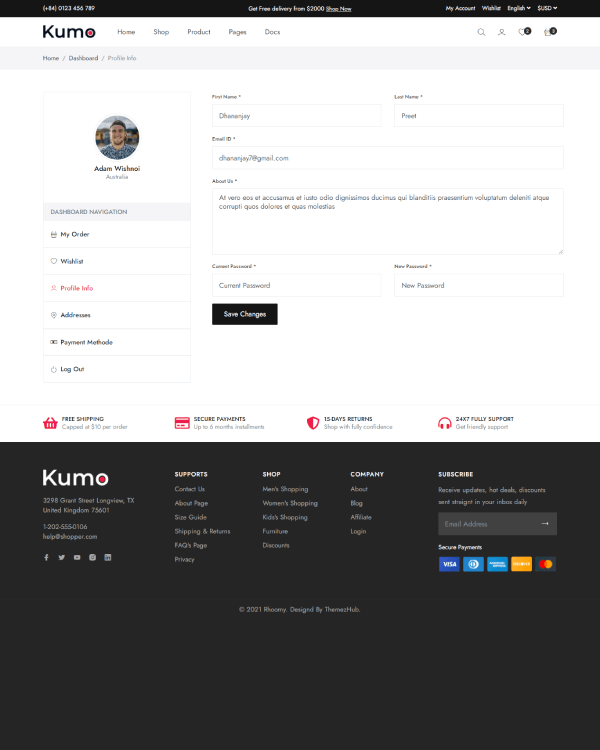 (+84) 0123 456 789
Get Free delivery from $2000 Shop Now
My Account Wishlist English $USD
Kumo
Home Shop Product Pages Docs
2 3
Home / Dashboard / Profile Info
Adam Wishnoi
Australia
DASHBOARD NAVIGATION
My Order
Wishlist
Profile Info
Addresses
Payment Methode
Log Out
First Name *
Last Name *
Dhananjay
Preet
Email ID *
dhananjay7@gmail.com
About Us *
At vero eos et accusamus et iusto odio dignissimos ducimus qui blanditiis praesentium voluptatum deleniti atque
corrupti quos dolores et quas molestias
Current Password *
New Password *
Current Password
New Password
Save Changes
FREE SHIPPING
Capped at $10 per order
SECURE PAYMENTS
Up to 6 months installments
15-DAYS RETURNS
Shop with fully confidence
24X7 FULLY SUPPORT
Get friendly support
Kumo
3298 Grant Street Longview, TX
United Kingdom 75601
1-202-555-0106
help@shopper.com
SUPPORTS
Contact Us
About Page
Size Guide
Shipping & Returns
FAQ's Page
Privacy
SHOP
Men's Shopping
Women's Shopping
Kids's Shopping
Furniture
Discounts
COMPANY
About
Blog
Affiliate
Login
SUBSCRIBE
Receive updates, hot deals, discounts
sent straignt in your inbox daily
Email Address
Secure Payments
VISA
© 2021 Rhoomy. Designd By ThemezHub.